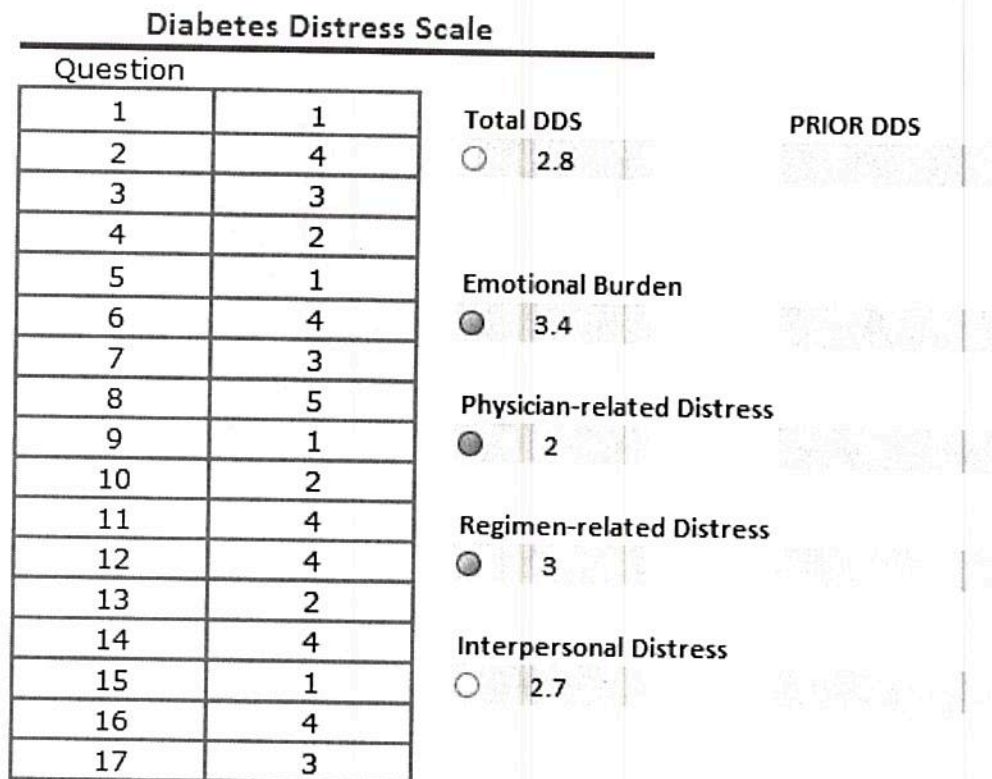 Diabetes Distress Scale
Question
1 1
2 4
3 3
4 2
5 1
6 4
7 3
8 5
9 1
10 2
11 4
12 4
13 2
14 4
15 1
16 4
17 3
Total DDS
2.8
PRIOR DDS
Emotional Burden
3.4
Physician-related Distress
2
Regimen-related Distress
3
Interpersonal Distress
2.7